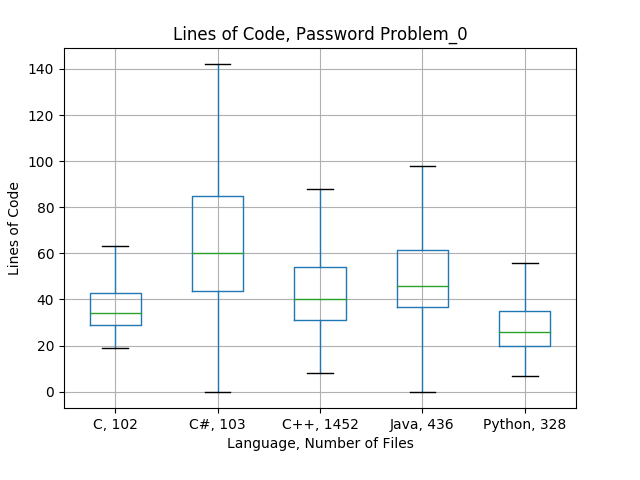 Lines of Code, Password Problem_0
Lines of Code
140
120
100
80
60
40
20
0
C, 102 C#, 103 C++, 1452 Java, 436 Python, 328
Language, Number of Files